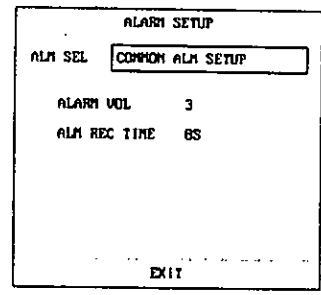 ALARM SETUP
ALM SEL COMMON ALM SETUP
ALARM VOL 3
ALM REC TIME 8S
EXIT